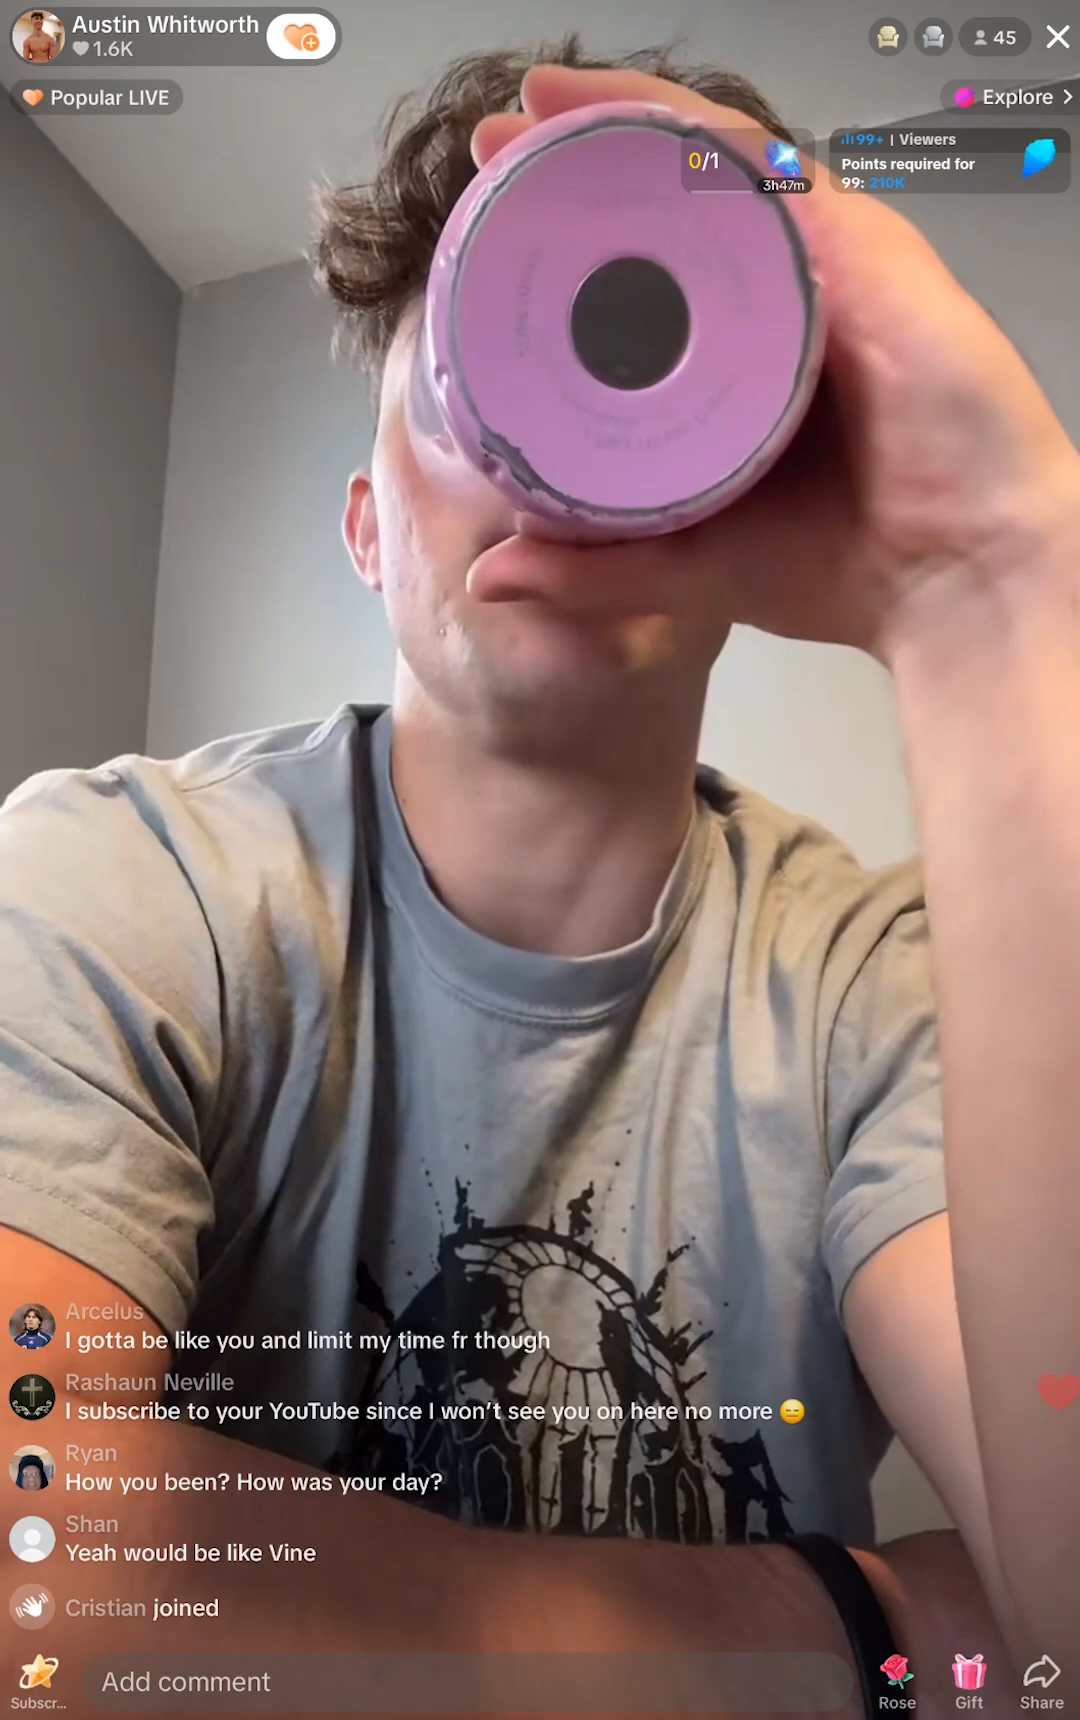 Austin Whitworth
1.6K
45
Popular LIVE
Explore
0/1
3h47m
99+ | Viewers
Points required for
99: 210K
Arcelus
I gotta be like you and limit my time fr though
Rashaun Neville
I subscribe to your YouTube since I won't see you on here no more 😑
Ryan
How you been? How was your day?
Shan
Yeah would be like Vine
Cristian joined
Add comment
Subscr...
Rose
Gift
Share